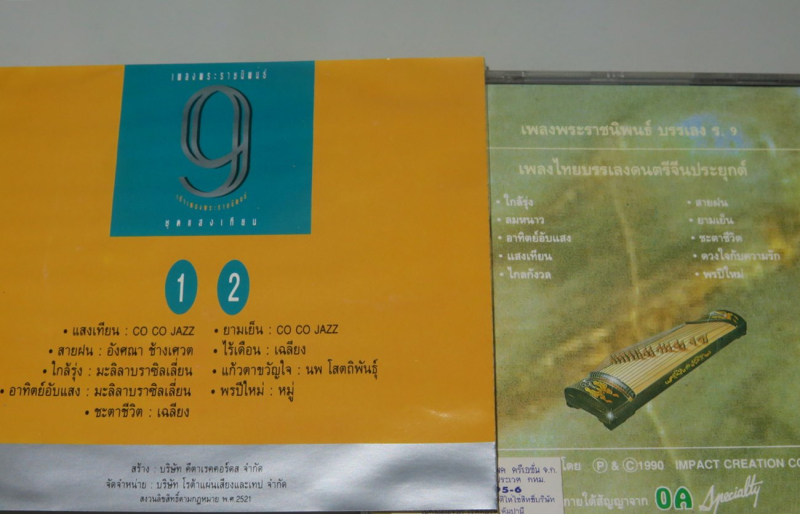 เพลงพระราชนิพนธ์
9
ชุดแสงเทียน
1 2
• แสงเทียน : CO CO JAZZ
• สายฝน : อังศณา ช้างเศวต
• ใกล้รุ่ง : มะลิลาบราซิลเลี่ยน
• อาทิตย์อับแสง : มะลิลาบราซิลเลี่ยน
• ชะตาชีวิต : เฉลียง
• ยามเย็น : CO CO JAZZ
• ไร้เดือน : เฉลียง
• แก้วตาขวัญใจ : นพ โสตถิพันธุ์
• พรปีใหม่ : หมู่
สร้าง : บริษัท คีตาเรคคอร์ดส จำกัด
จัดจำหน่าย : บริษัท โรต้าแผ่นเสียงและเทป จำกัด
สงวนลิขสิทธิ์ตามกฎหมาย พ.ศ.2521
เพลงพระราชนิพนธ์ บรรเลง ร. 9
เพลงไทยบรรเลงดนตรีจีนประยุกต์
• ใกล้รุ่ง
• ลมหนาว
• อาทิตย์อับแสง
• แสงเทียน
• ไกลกังวล
• สายฝน
• ยามเย็น
• ชะตาชีวิต
• ดวงใจกับความรัก
• พรปีใหม่
โดย Ⓟ & © 1990 IMPACT CREATION CO
95-6
ภายใต้สัญญาจาก OA Specialty